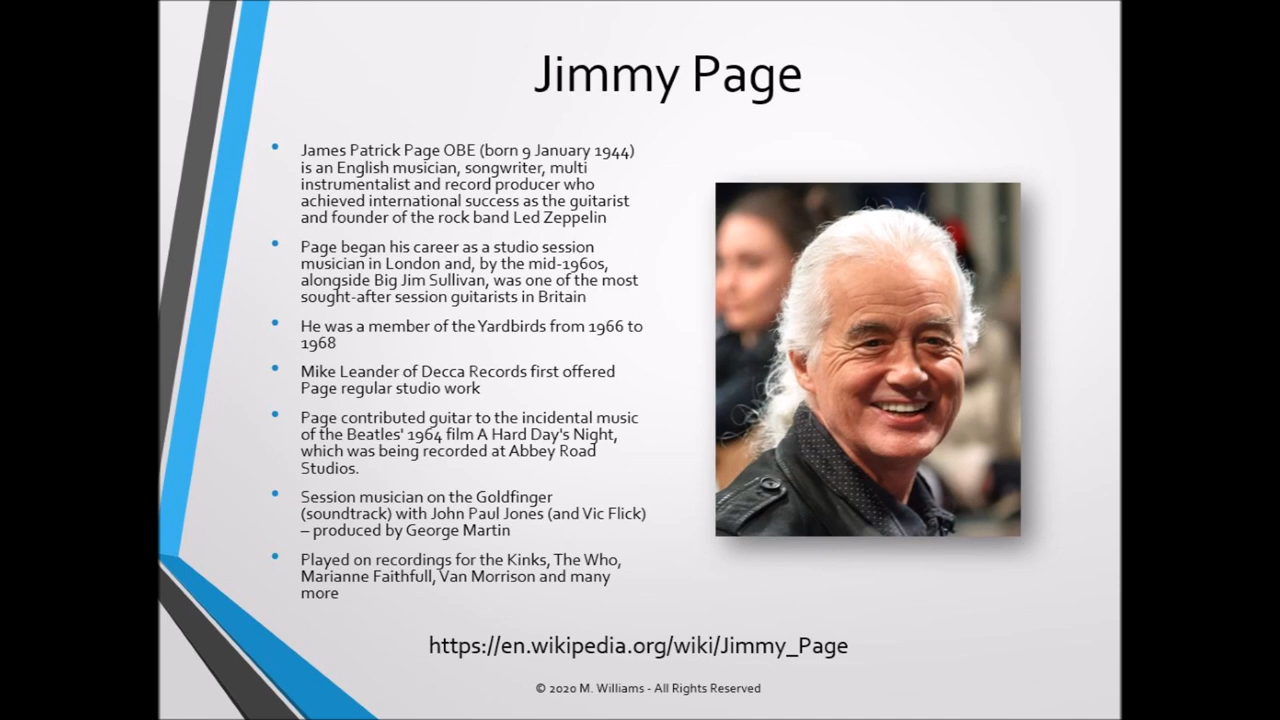 Jimmy Page
• James Patrick Page OBE (born 9 January 1944)
is an English musician, songwriter, multi
instrumentalist and record producer who
achieved international success as the guitarist
and founder of the rock band Led Zeppelin
• Page began his career as a studio session
musician in London and, by the mid-1960s,
alongside Big Jim Sullivan, was one of the most
sought-after session guitarists in Britain
• He was a member of the Yardbirds from 1966 to
1968
• Mike Leander of Decca Records first offered
Page regular studio work
• Page contributed guitar to the incidental music
of the Beatles' 1964 film A Hard Day's Night,
which was being recorded at Abbey Road
Studios.
• Session musician on the Goldfinger
(soundtrack) with John Paul Jones (and Vic Flick)
– produced by George Martin
• Played on recordings for the Kinks, The Who,
Marianne Faithfull, Van Morrison and many
more
https://en.wikipedia.org/wiki/Jimmy_Page
© 2020 M. Williams - All Rights Reserved